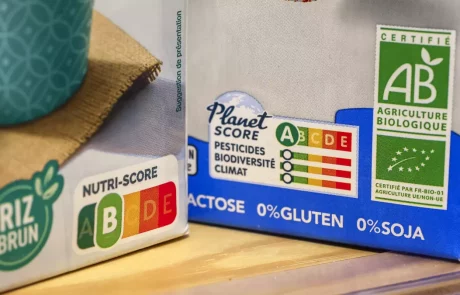 Suggestion de présentation
RIZ
BRUN
NUTRI-SCORE
A B C D E
Planet
SCORE
A B C D E
PESTICIDES
BIODIVERSITÉ
CLIMAT
CERTIFIÉ
AB
AGRICULTURE
BIOLOGIQUE
CERTIFIÉ PAR FR-BIO-01
AGRICULTURE UE/NON-UE
ACTOSE 0%GLUTEN 0%SOJA